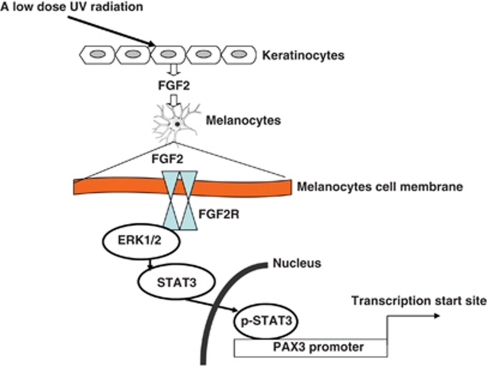 A low dose UV radiation
Keratinocytes
FGF2
Melanocytes
FGF2
Melanocytes cell membrane
FGF2R
ERK1/2
STAT3
Nucleus
Transcription start site
p-STAT3
PAX3 promoter